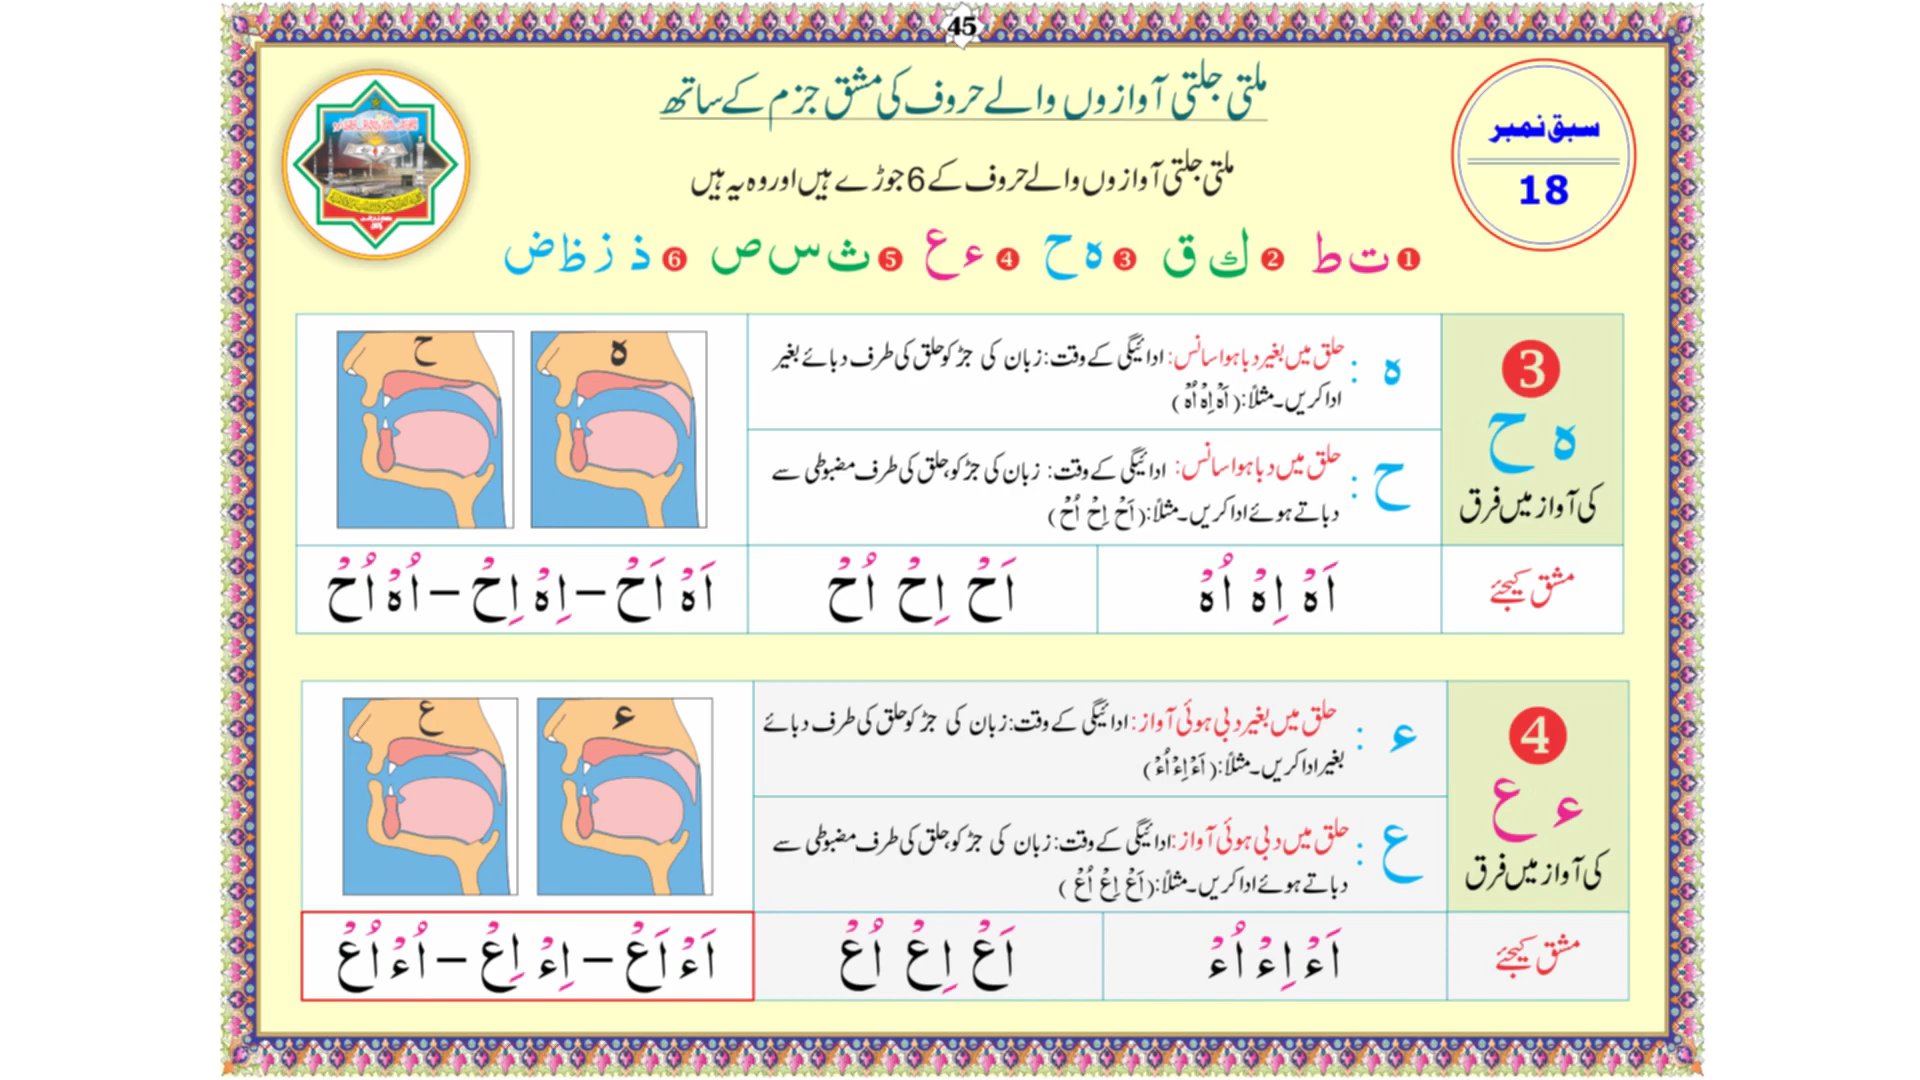 45
ملتی جلتی آوازوں والے حروف کی مشق جزم کے ساتھ
سبق نمبر
18
ملتی جلتی آوازوں والے حروف کے 6 جوڑے ہیں اور وہ یہ ہیں
1 ت ط 2 ك ق 3 ہ ح 4 ء ع 5 ث س ص 6 ذ ز ظ ض
3
ہ ح
کی آواز میں فرق
ہ : حلق میں بغیر دبا ہوا سانس: ادائیگی کے وقت: زبان کی جڑ کو حلق کی طرف دبائے بغیر
ادا کریں۔ مثلاً: (اَهْ اِهْ اُهْ)
ح : حلق میں دبا ہوا سانس: ادائیگی کے وقت: زبان کی جڑ کو حلق کی طرف مضبوطی سے
دباتے ہوئے ادا کریں۔ مثلاً: (اَحْ اِحْ اُحْ)
ہ
ح
مشق کیجئے
اَهْ اِهْ اُهْ
اَحْ اِحْ اُحْ
اَهْ اَحْ – اِهْ اِحْ – اُهْ اُحْ
4
ء ع
کی آواز میں فرق
ء : حلق میں بغیر دبی ہوئی آواز: ادائیگی کے وقت: زبان کی جڑ کو حلق کی طرف دبائے
بغیر ادا کریں۔ مثلاً: (اَءْ اِءْ اُءْ)
ع : حلق میں دبی ہوئی آواز: ادائیگی کے وقت: زبان کی جڑ کو حلق کی طرف مضبوطی سے
دباتے ہوئے ادا کریں۔ مثلاً: (اَعْ اِعْ اُعْ)
ء
ع
مشق کیجئے
اَءْ اِءْ اُءْ
اَعْ اِعْ اُعْ
اَءْ اَعْ – اِءْ اِعْ – اُءْ اُعْ